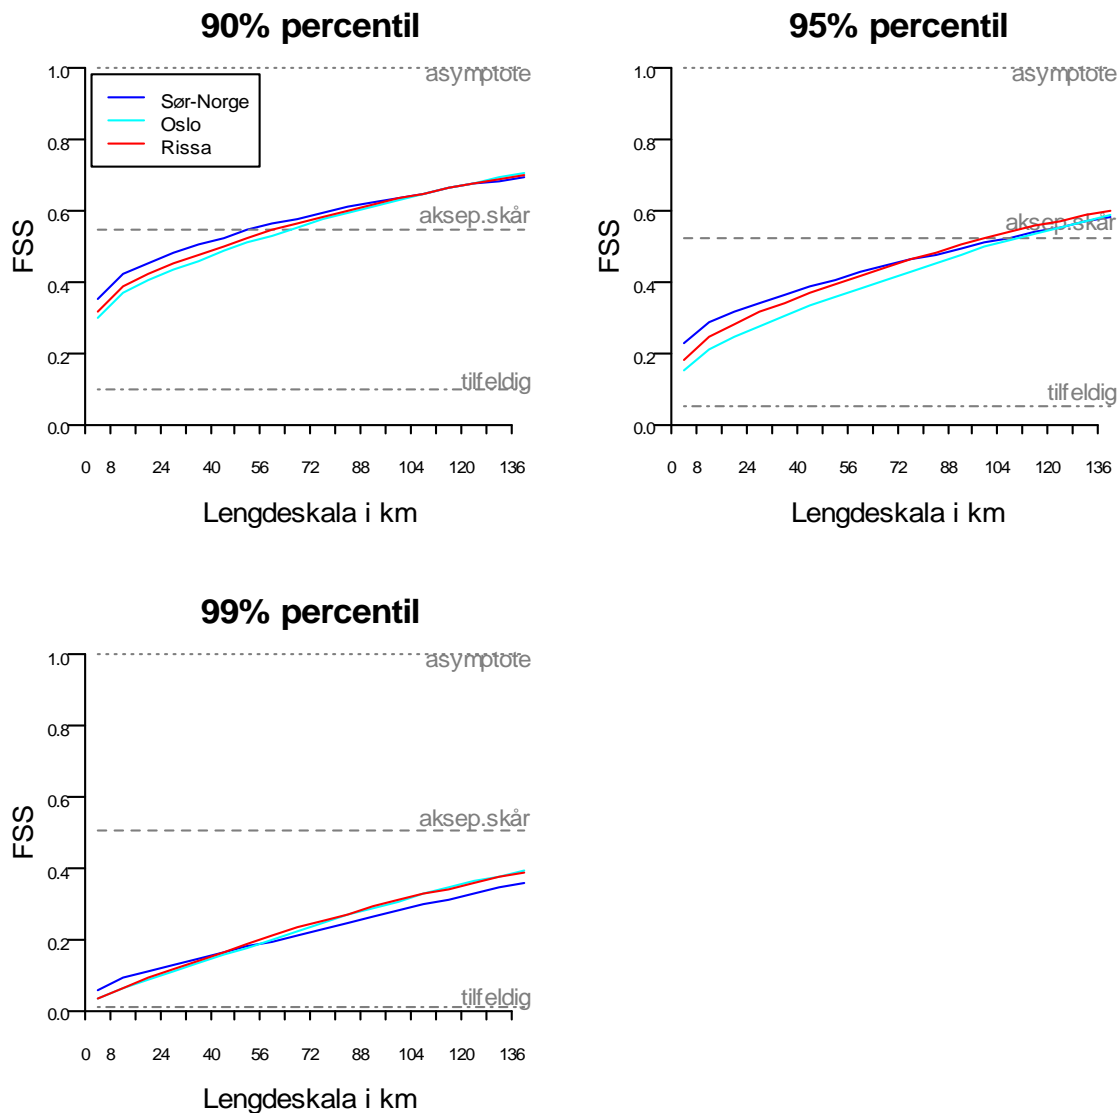 90% percentil
1.0
0.8
0.6
0.4
0.2
0.0
FSS
asymptote
Sør-Norge
Oslo
Rissa
aksep.skår
tilfeldig
0 8 24 40 56 72 88 104 120 136
Lengdeskala i km
95% percentil
1.0
0.8
0.6
0.4
0.2
0.0
FSS
asymptote
aksep.skår
tilfeldig
0 8 24 40 56 72 88 104 120 136
Lengdeskala i km
99% percentil
1.0
0.8
0.6
0.4
0.2
0.0
FSS
asymptote
aksep.skår
tilfeldig
0 8 24 40 56 72 88 104 120 136
Lengdeskala i km